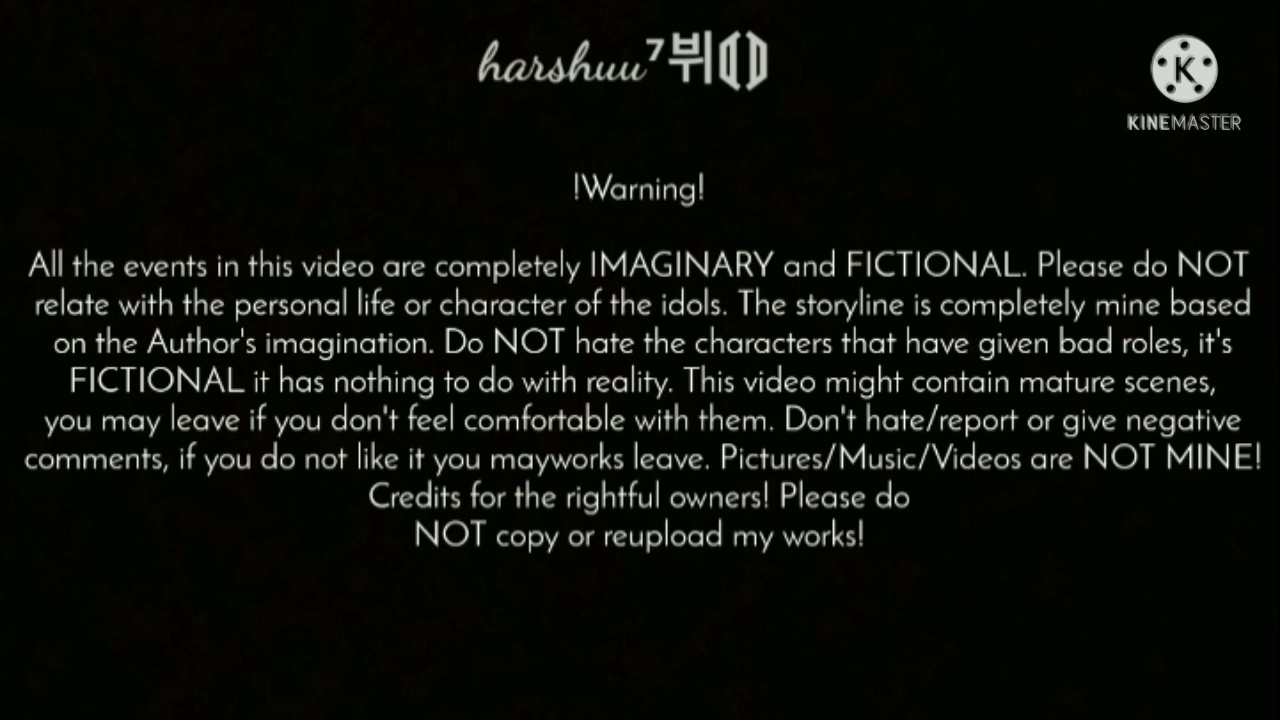 harshuu⁷뷔
K
KINEMASTER
!Warning!
All the events in this video are completely IMAGINARY and FICTIONAL. Please do NOT
relate with the personal life or character of the idols. The storyline is completely mine based
on the Author's imagination. Do NOT hate the characters that have given bad roles, it's
FICTIONAL it has nothing to do with reality. This video might contain mature scenes,
you may leave if you don't feel comfortable with them. Don't hate/report or give negative
comments, if you do not like it you mayworks leave. Pictures/Music/Videos are NOT MINE!
Credits for the rightful owners! Please do
NOT copy or reupload my works!